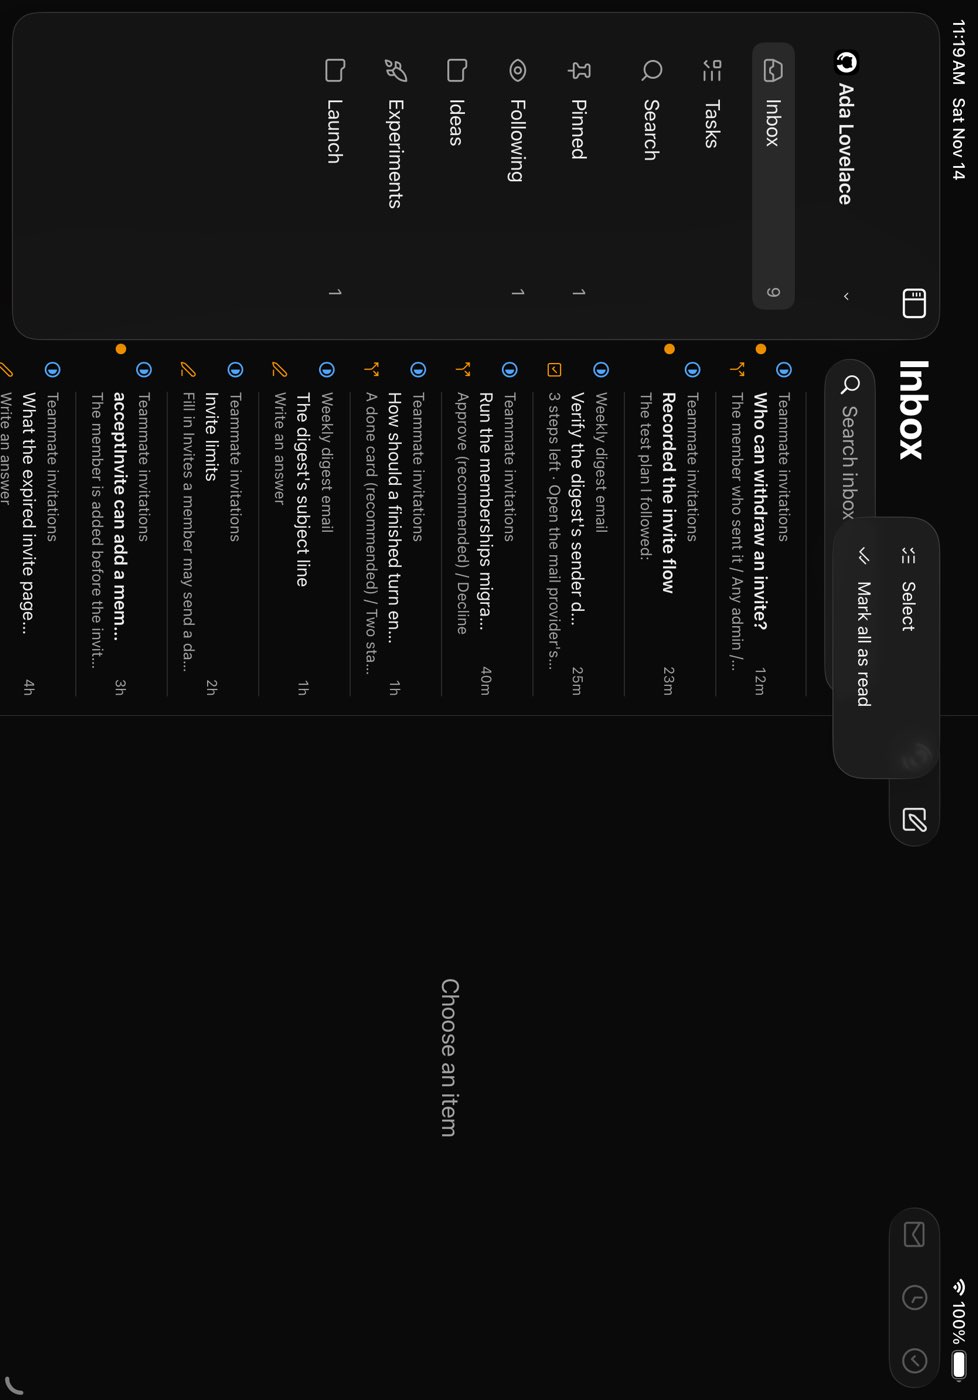 11:19 AM Sat Nov 14
100%
Ada Lovelace
Inbox 9
Tasks
Search
Pinned 1
Following 1
Ideas
Experiments
Launch 1
Inbox
Select
Mark all as read
Search inbox
Teammate invitations
Who can withdraw an invite? 12m
The member who sent it / Any admin /...
Teammate invitations
Recorded the invite flow 23m
The test plan I followed:
Weekly digest email
Verify the digest's sender d... 25m
3 steps left · Open the mail provider's...
Teammate invitations
Run the memberships migra... 40m
Approve (recommended) / Decline
Teammate invitations
How should a finished turn en... 1h
A done card (recommended) / Two sta...
Weekly digest email
The digest's subject line 1h
Write an answer
Teammate invitations
Invite limits 2h
Fill in Invites a member may send a da...
Teammate invitations
acceptInvite can add a mem... 3h
The member is added before the invit...
Teammate invitations
What the expired invite page... 4h
Write an answer
Choose an item